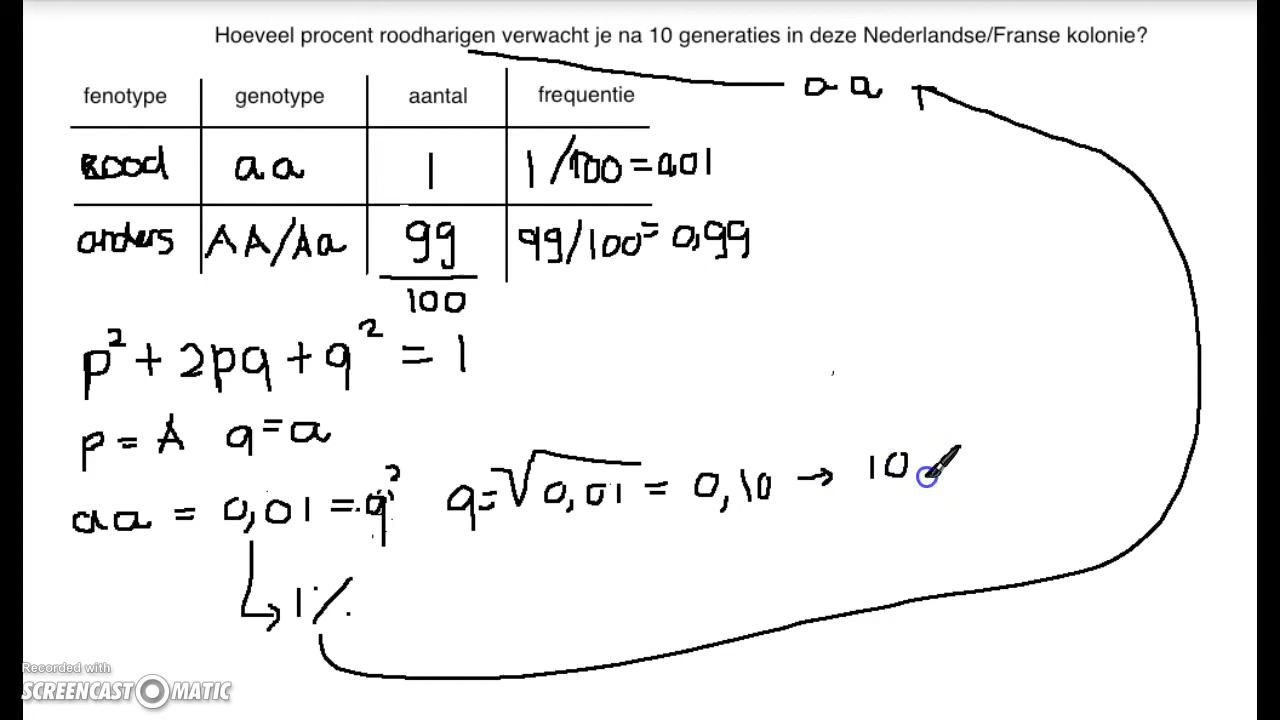 Hoeveel procent roodharigen verwacht je na 10 generaties in deze Nederlandse/Franse kolonie?
aa
fenotype genotype aantal frequentie
Rood aa 1 1/100=0,01
anders AA/Aa 99 99/100=0,99
100
p²+2pq+q²=1
p=A q=a
aa=0,01=q² q=√0,01=0,10→10
↳1%
Recorded with
SCREENCAST O MATIC